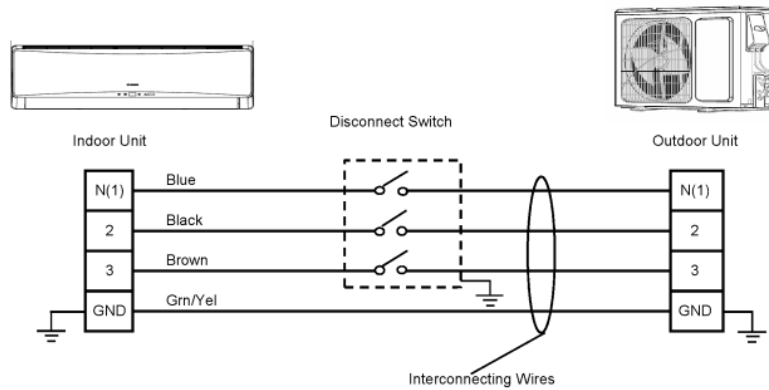 Disconnect Switch
Indoor Unit
Outdoor Unit
N(1)
Blue
N(1)
2
Black
2
3
Brown
3
GND
Grn/Yel
GND
Interconnecting Wires